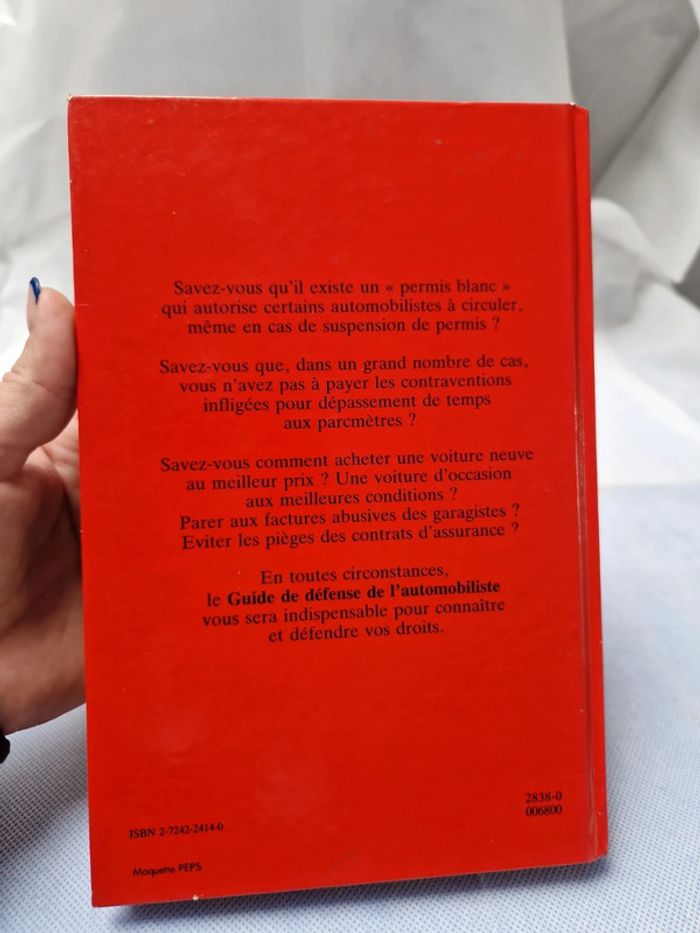 Savez-vous qu'il existe un « permis blanc »
qui autorise certains automobilistes à circuler,
même en cas de suspension de permis ?
Savez-vous que, dans un grand nombre de cas,
vous n'avez pas à payer les contraventions
infligées pour dépassement de temps
aux parcmètres ?
Savez-vous comment acheter une voiture neuve
au meilleur prix ? Une voiture d'occasion
aux meilleures conditions ?
Parer aux factures abusives des garagistes ?
Eviter les pièges des contrats d'assurance ?
En toutes circonstances,
le Guide de défense de l'automobiliste
vous sera indispensable pour connaître
et défendre vos droits.
2838-0
006800
ISBN 2-7242-2414-0
Maquette PEPS